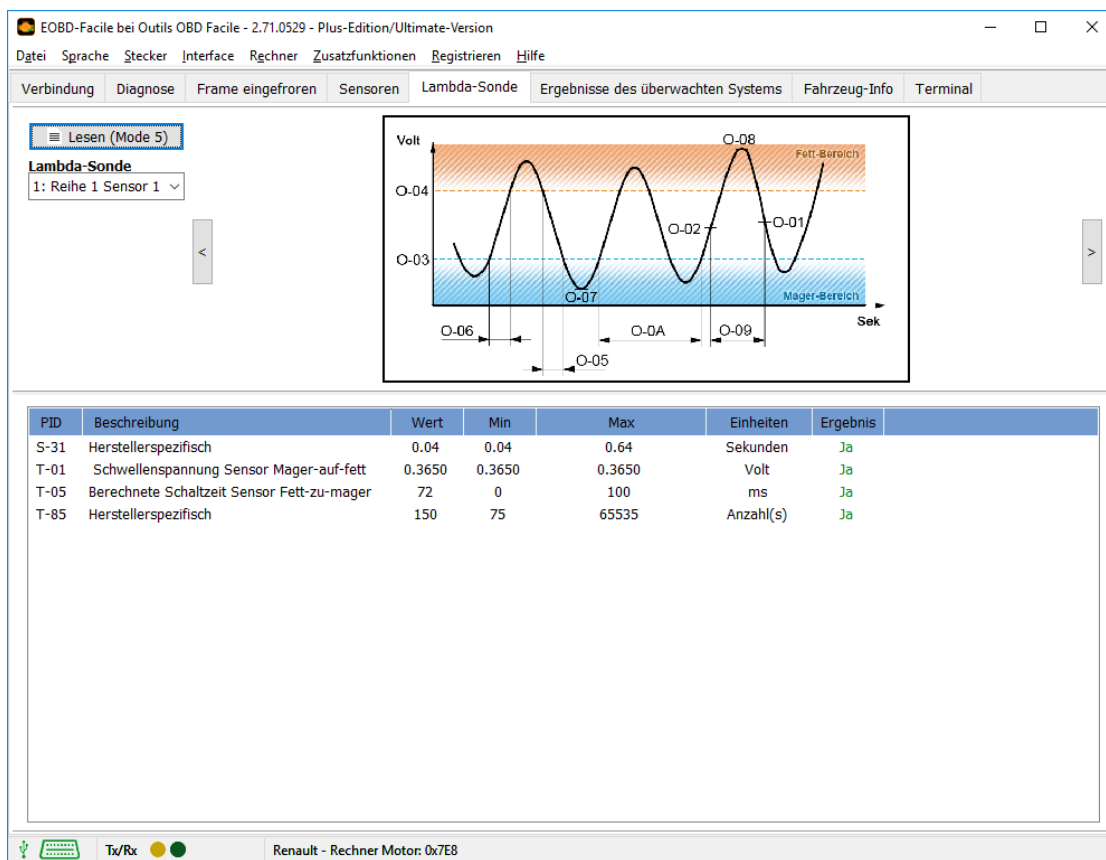 EOBD-Facile bei Outils OBD Facile - 2.71.0529 - Plus-Edition/Ultimate-Version
Datei Sprache Stecker Interface Rechner Zusatzfunktionen Registrieren Hilfe
Verbindung Diagnose Frame eingefroren Sensoren Lambda-Sonde Ergebnisse des überwachten Systems Fahrzeug-Info Terminal
Lesen (Mode 5)
Lambda-Sonde
1: Reihe 1 Sensor 1
<
Volt
O-08
Fett-Bereich
O-04
O-02
O-01
O-03
O-07
Mager-Bereich
Sek
O-06
O-0A
O-09
O-05
>
PID Beschreibung Wert Min Max Einheiten Ergebnis
S-31 Herstellerspezifisch 0.04 0.04 0.64 Sekunden Ja
T-01 Schwellenspannung Sensor Mager-auf-fett 0.3650 0.3650 0.3650 Volt Ja
T-05 Berechnete Schaltzeit Sensor Fett-zu-mager 72 0 100 ms Ja
T-85 Herstellerspezifisch 150 75 65535 Anzahl(s) Ja
Tx/Rx Renault - Rechner Motor: 0x7E8